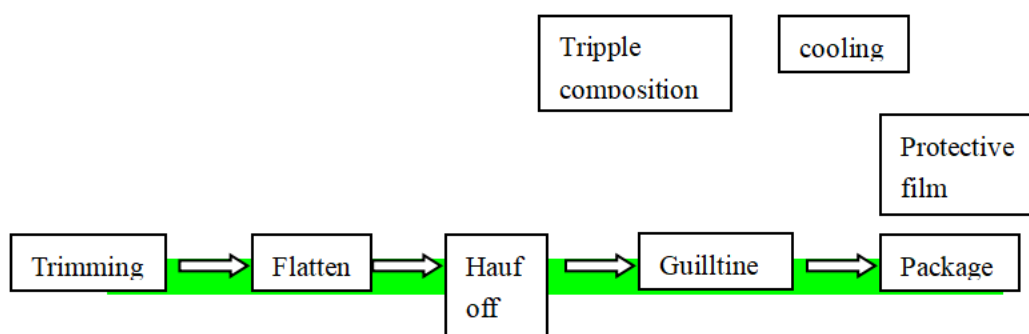 Tripple
composition
cooling
Protective
film
Trimming
Flatten
Hauf
off
Guilltine
Package